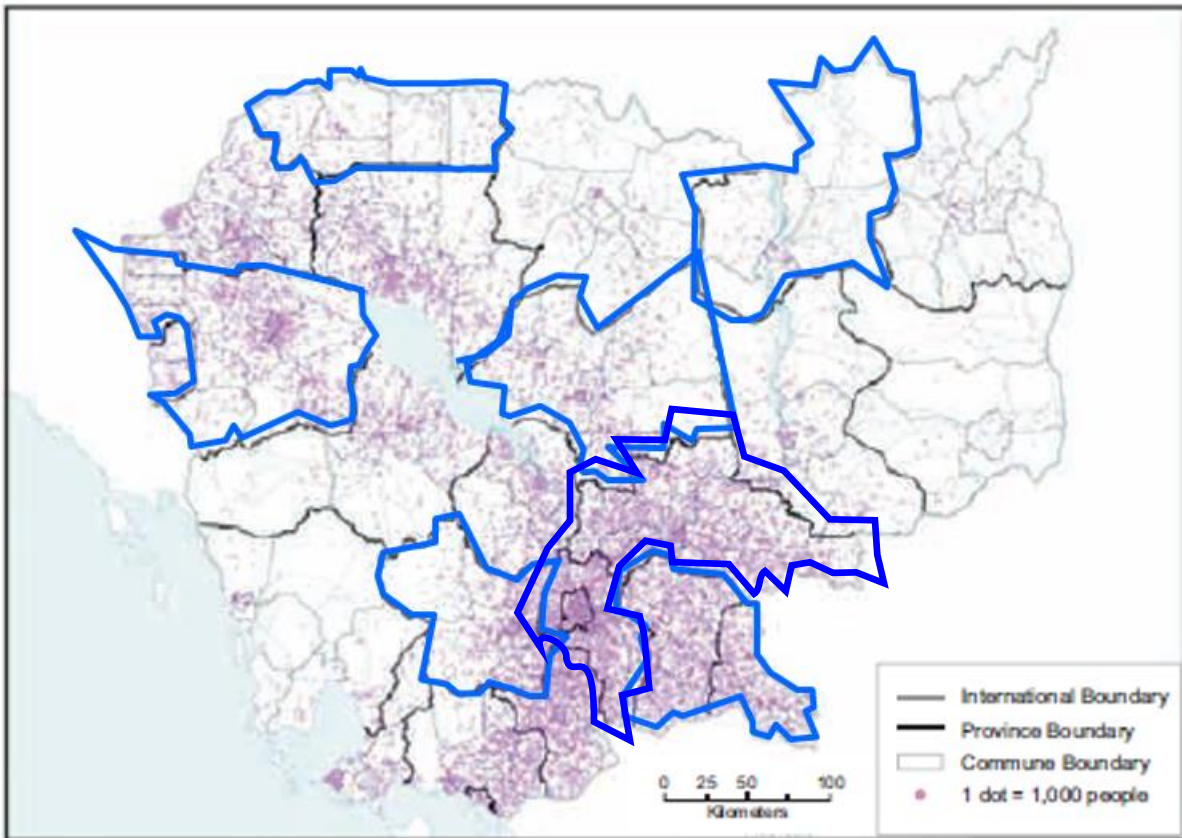 International Boundary
Province Boundary
Commune Boundary
1 dot = 1,000 people
0 25 50 100
Kilometers